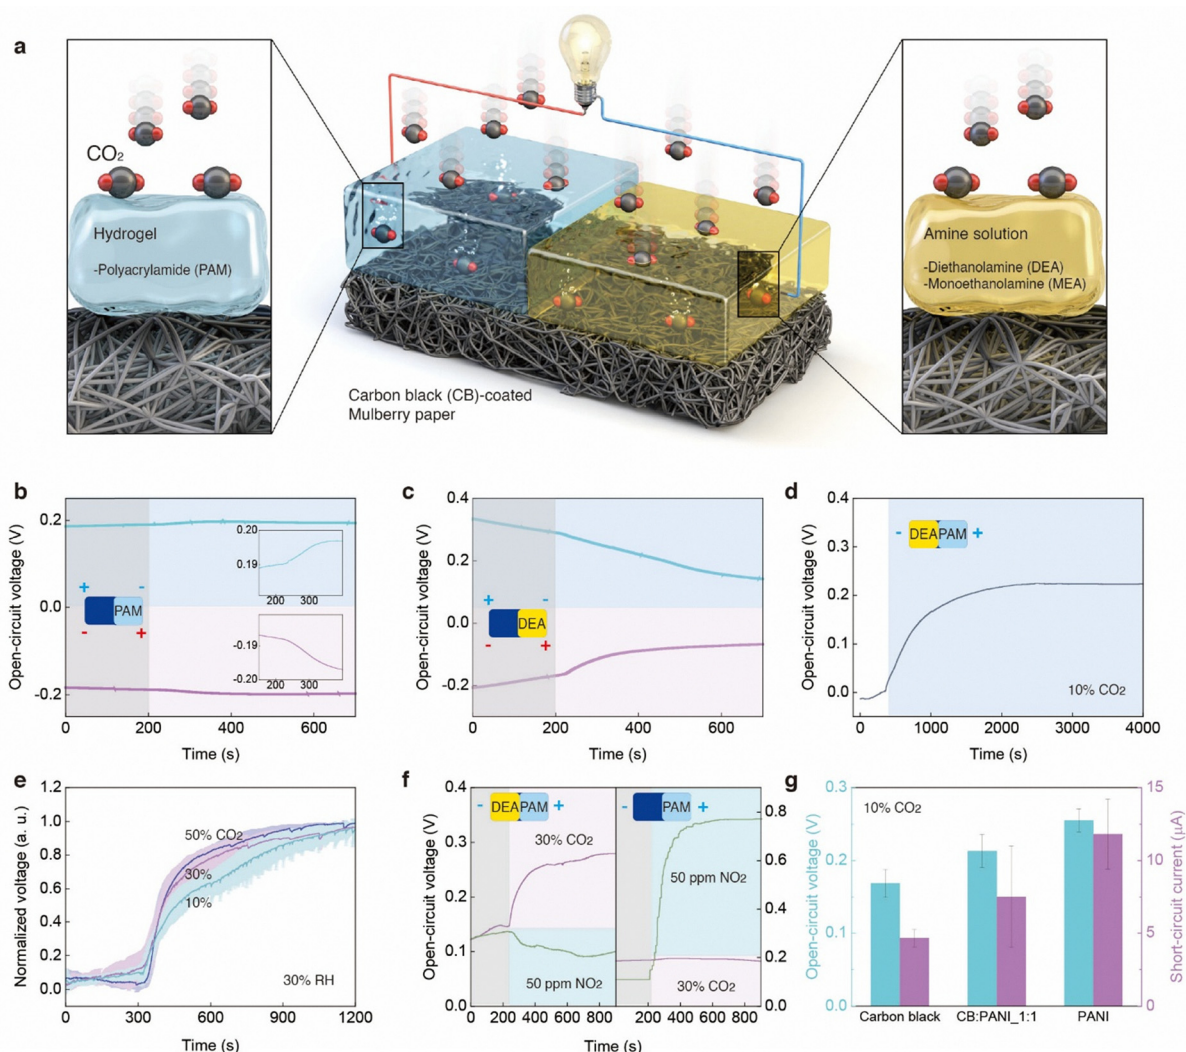 a
CO2
Hydrogel
-Polyacrylamide (PAM)
Amine solution
-Diethanolamine (DEA)
-Monoethanolamine (MEA)
Carbon black (CB)-coated
Mulberry paper
b
Open-circuit voltage (V)
0.2
0.0
-0.2
+ -
PAM
- +
0.20
0.19
200 300
-0.19
-0.20
200 300
0 200 400 600
Time (s)
c
Open-circuit voltage (V)
0.4
0.2
0.0
-0.2
+ -
DEA
- +
0 200 400 600
Time (s)
d
Open-circuit voltage (V)
0.4
0.3
0.2
0.1
0.0
- DEA PAM +
10% CO2
0 1000 2000 3000 4000
Time (s)
e
Normalized voltage (a. u.)
1.2
1.0
0.8
0.6
0.4
0.2
0.0
50% CO2
30%
10%
30% RH
0 300 600 900 1200
Time (s)
f
Open-circuit voltage (V)
0.4
0.3
0.2
0.1
0.0
- DEA PAM +
30% CO2
50 ppm NO2
0 200 400 600 800
- PAM +
50 ppm NO2
30% CO2
0.8
0.6
0.4
0.2
0.0
0 200 400 600 800
Time (s)
g
Open-circuit voltage (V)
0.3
0.2
0.1
0.0
10% CO2
15
10
5
0
Short-circuit current (μA)
Carbon black CB:PANI_1:1 PANI